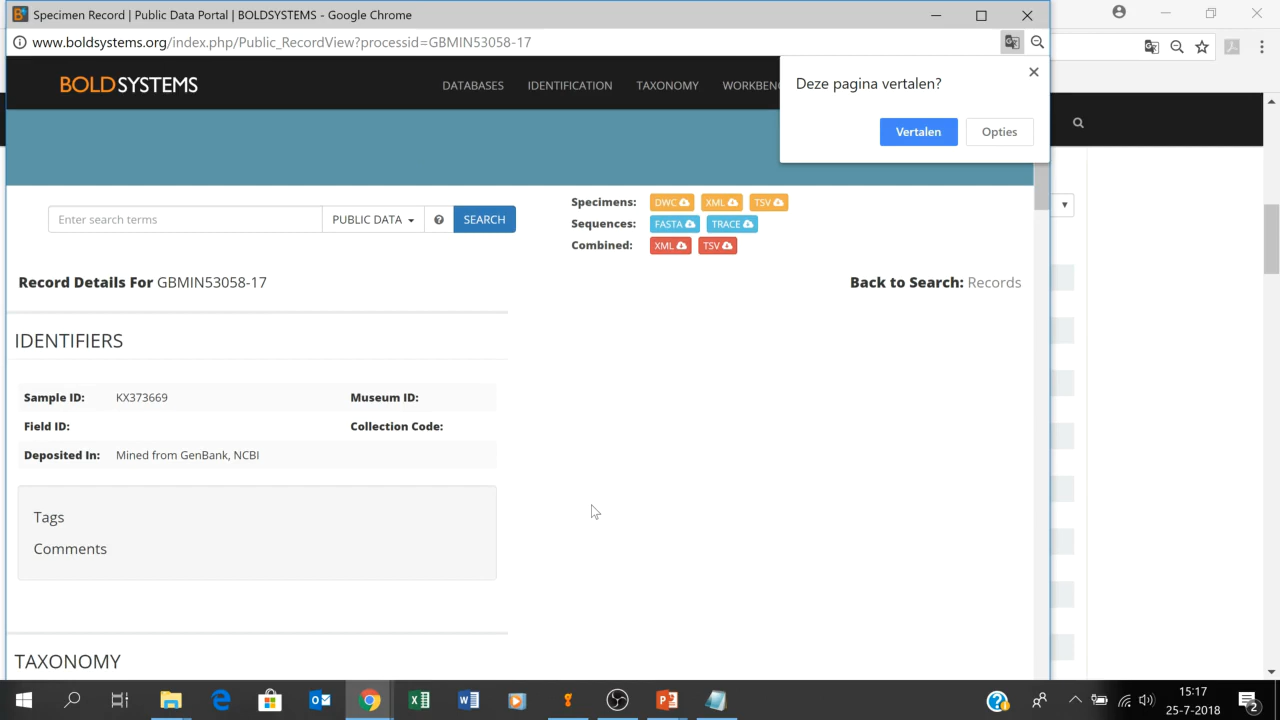 Specimen Record | Public Data Portal | BOLDSYSTEMS - Google Chrome
www.boldsystems.org/index.php/Public_RecordView?processid=GBMIN53058-17
BOLDSYSTEMS
DATABASES IDENTIFICATION TAXONOMY WORKBENC
Deze pagina vertalen?
Vertalen Opties
Specimens: DWC XML TSV
Enter search terms PUBLIC DATA SEARCH
Sequences: FASTA TRACE
Combined: XML TSV
Record Details For GBMIN53058-17
Back to Search: Records
IDENTIFIERS
Sample ID: KX373669 Museum ID:
Field ID: Collection Code:
Deposited In: Mined from GenBank, NCBI
Tags
Comments
TAXONOMY
15:17
25-7-2018
2